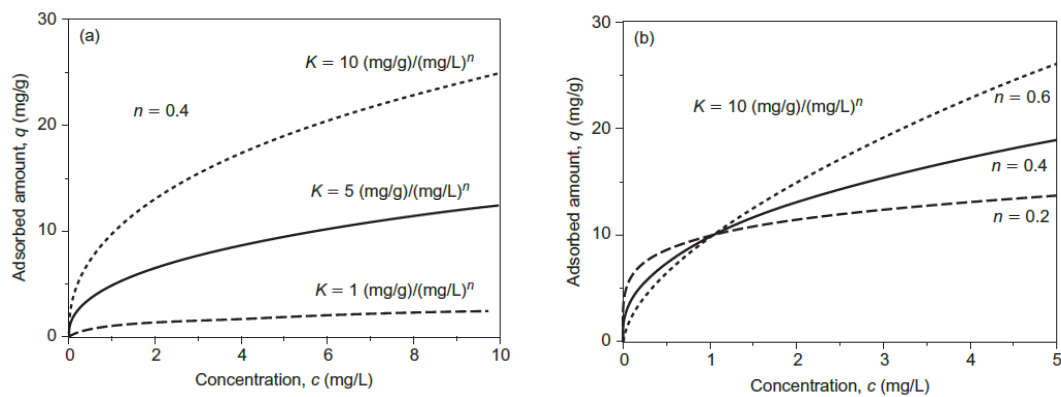 (a)
30
20
10
0
Adsorbed amount, q (mg/g)
K = 10 (mg/g)/(mg/L)ⁿ
n = 0.4
K = 5 (mg/g)/(mg/L)ⁿ
K = 1 (mg/g)/(mg/L)ⁿ
0 2 4 6 8 10
Concentration, c (mg/L)
(b)
30
20
10
0
Adsorbed amount, q (mg/g)
K = 10 (mg/g)/(mg/L)ⁿ
n = 0.6
n = 0.4
n = 0.2
0 1 2 3 4 5
Concentration, c (mg/L)